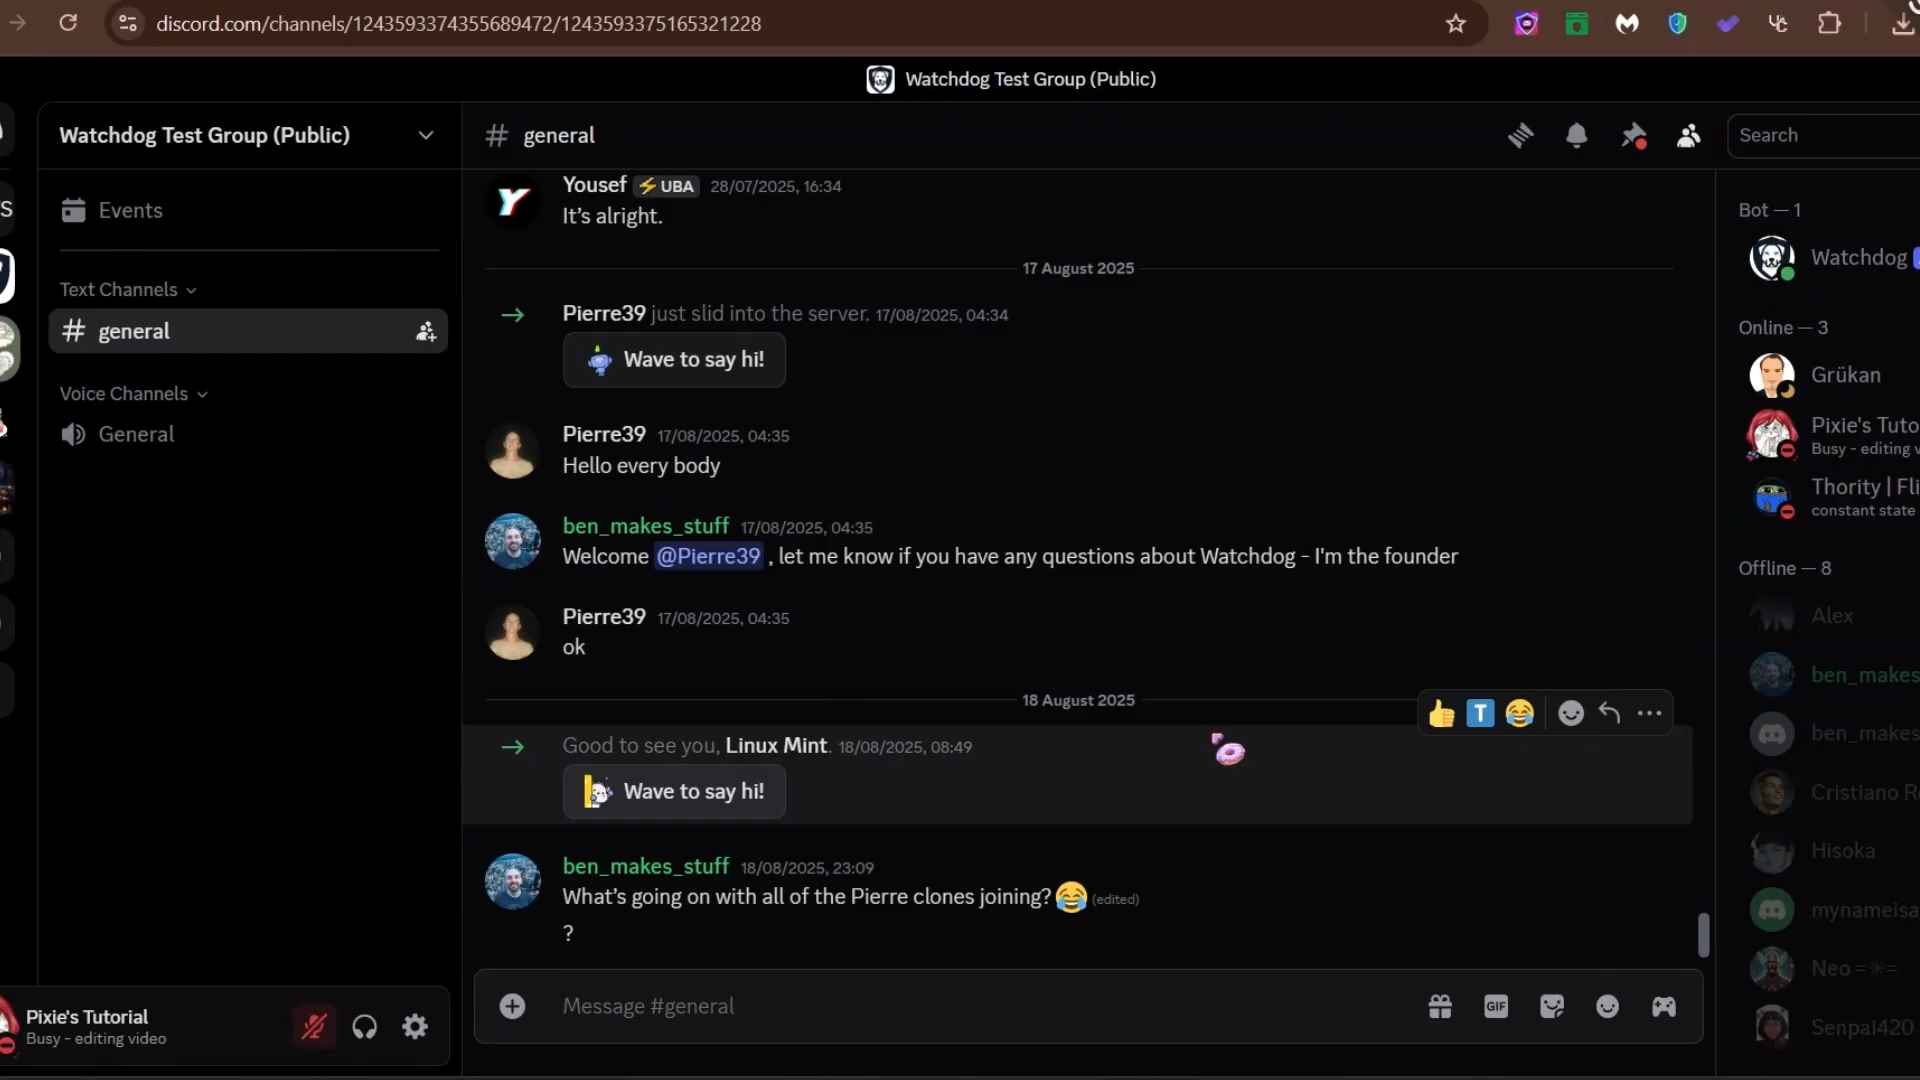 discord.com/channels/1243593374355689472/1243593375165321228
Watchdog Test Group (Public)
Watchdog Test Group (Public)
Events
Text Channels
general
Voice Channels
General
Pixie's Tutorial
Busy - editing video
general
Search
Yousef ⚡ UBA 28/07/2025, 16:34
It's alright.
17 August 2025
Pierre39 just slid into the server. 17/08/2025, 04:34
Wave to say hi!
Pierre39 17/08/2025, 04:35
Hello every body
ben_makes_stuff 17/08/2025, 04:35
Welcome @Pierre39 , let me know if you have any questions about Watchdog - I'm the founder
Pierre39 17/08/2025, 04:35
ok
18 August 2025
Good to see you, Linux Mint. 18/08/2025, 08:49
Wave to say hi!
ben_makes_stuff 18/08/2025, 23:09
What's going on with all of the Pierre clones joining? 😂 (edited)
?
Message #general
GIF
Bot — 1
Watchdog
Online — 3
Grükan
Pixie's Tuto
Busy - editing v
Thority | Fli
constant state
Offline — 8
Alex
ben_makes
ben_makes
Cristiano R
Hisoka
mynameisa
Neo =✳=
Senpai420